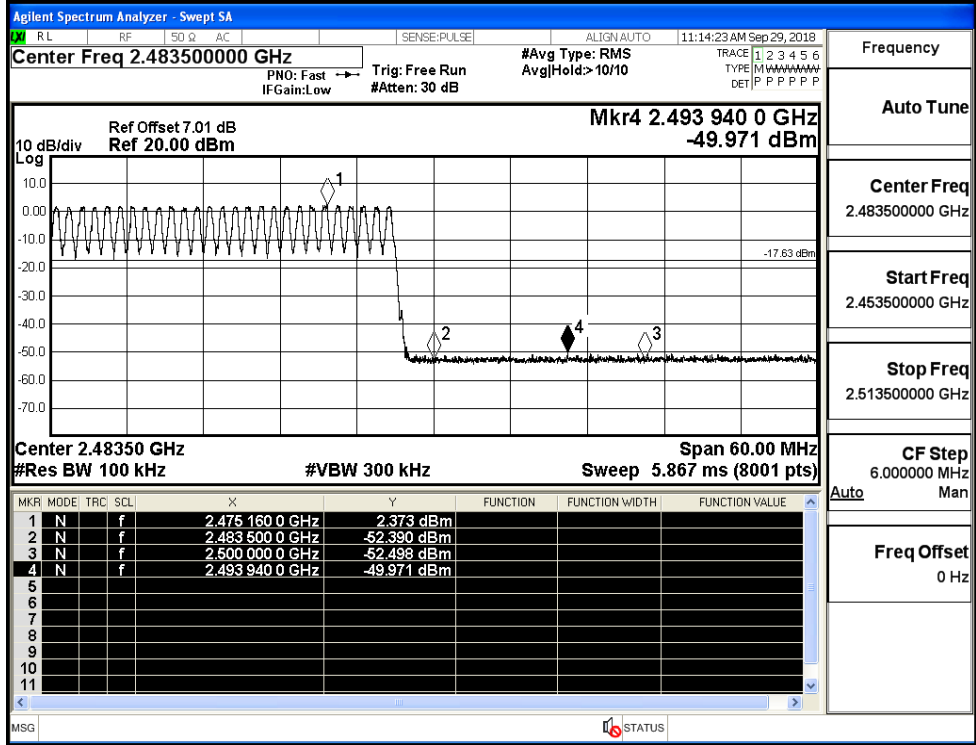 Agilent Spectrum Analyzer - Swept SA
LXI RL RF 50 Ω AC SENSE:PULSE ALIGNAUTO 11:14:23 AM Sep 29, 2018
Center Freq 2.483500000 GHz
PNO: Fast
IFGain:Low
Trig: Free Run
#Atten: 30 dB
#Avg Type: RMS
Avg|Hold:> 10/10
TRACE 1 2 3 4 5 6
TYPE M WWWWW
DET P P P P P P
Frequency
Auto Tune
Center Freq
2.483500000 GHz
Start Freq
2.453500000 GHz
Stop Freq
2.513500000 GHz
CF Step
6.000000 MHz
Auto Man
Freq Offset
0 Hz
Mkr4 2.493 940 0 GHz
-49.971 dBm
Ref Offset 7.01 dB
10 dB/div Ref 20.00 dBm
Log
10.0
0.00
-10.0
-20.0
-30.0
-40.0
-50.0
-60.0
-70.0
1
2
4
3
-17.63 dBm
Center 2.48350 GHz Span 60.00 MHz
#Res BW 100 kHz #VBW 300 kHz Sweep 5.867 ms (8001 pts)
MKR MODE TRC SCL X Y FUNCTION FUNCTION WIDTH FUNCTION VALUE
1 N f 2.475 160 0 GHz 2.373 dBm
2 N f 2.483 500 0 GHz -52.390 dBm
3 N f 2.500 000 0 GHz -52.498 dBm
4 N f 2.493 940 0 GHz -49.971 dBm
5
6
7
8
9
10
11
MSG STATUS